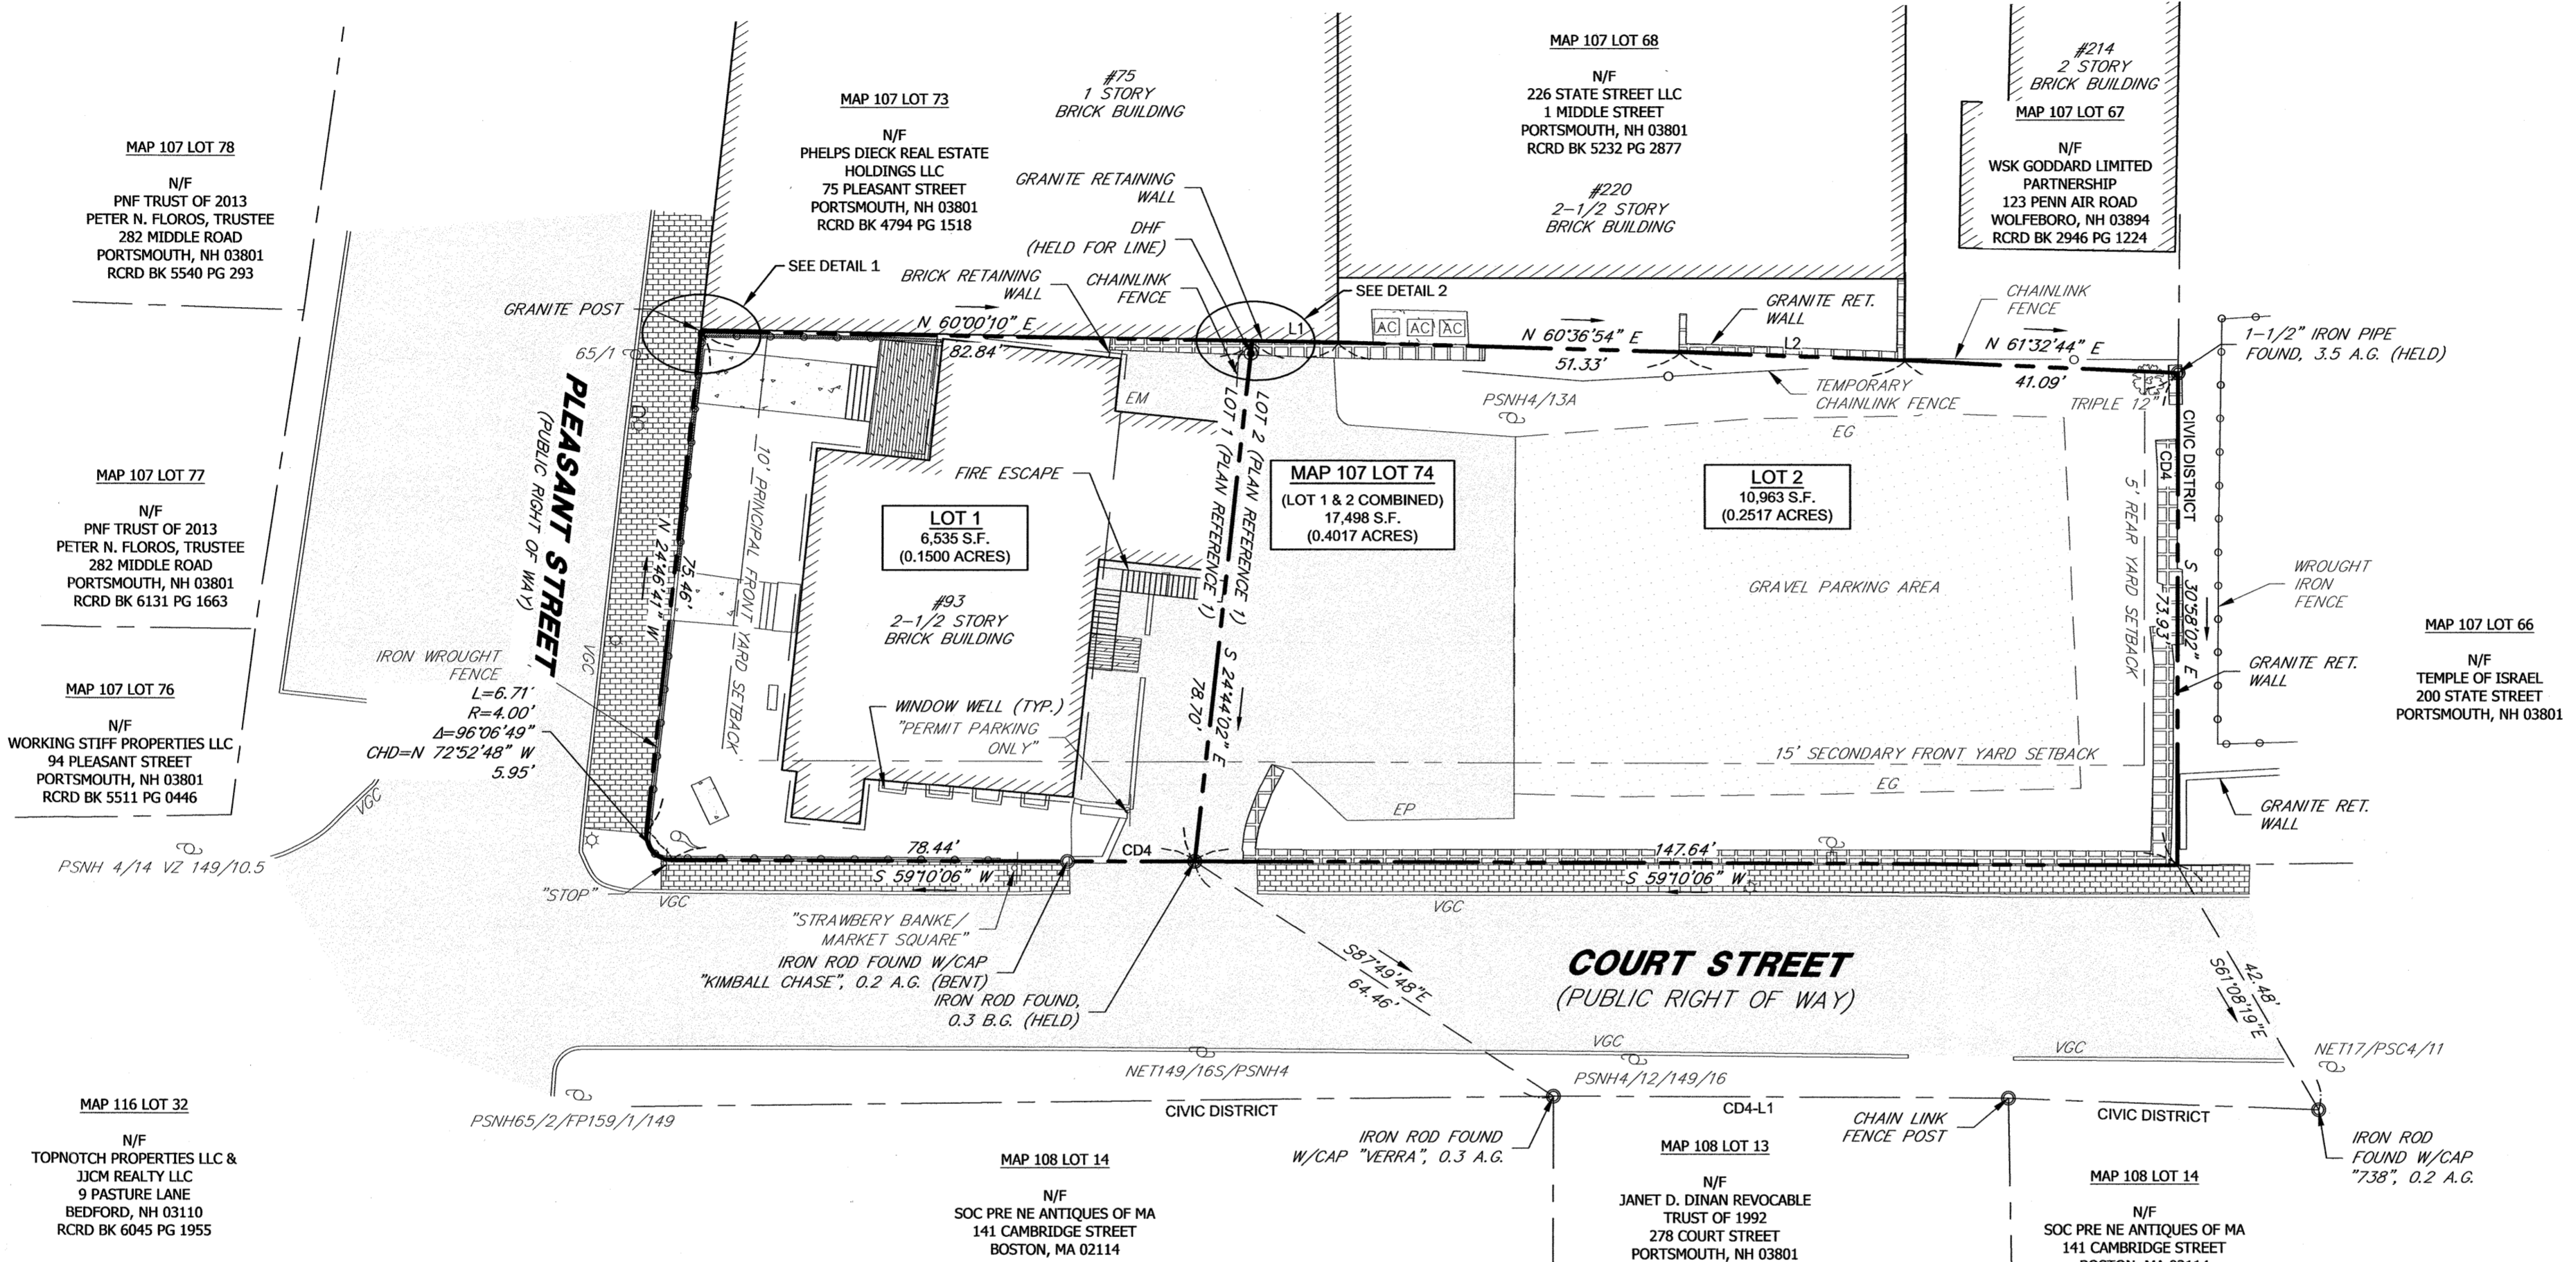 MAP 107 LOT 78
N/F
PNF TRUST OF 2013
PETER N. FLOROS, TRUSTEE
282 MIDDLE ROAD
PORTSMOUTH, NH 03801
RCRD BK 5540 PG 293
MAP 107 LOT 77
N/F
PNF TRUST OF 2013
PETER N. FLOROS, TRUSTEE
282 MIDDLE ROAD
PORTSMOUTH, NH 03801
RCRD BK 6131 PG 1663
MAP 107 LOT 76
N/F
WORKING STIFF PROPERTIES LLC
94 PLEASANT STREET
PORTSMOUTH, NH 03801
RCRD BK 5511 PG 0446
VGC
PSNH 4/14 VZ 149/10.5
MAP 116 LOT 32
N/F
TOPNOTCH PROPERTIES LLC &
JJCM REALTY LLC
9 PASTURE LANE
BEDFORD, NH 03110
RCRD BK 6045 PG 1955
PLEASANT STREET
(PUBLIC RIGHT OF WAY)
GRANITE POST
65/1
SEE DETAIL 1
IRON WROUGHT
FENCE
L=6.71'
R=4.00'
Δ=96°06'49"
CHD=N 72°52'48" W
5.95'
VGC
N 24°46'41" W
75.46'
10' PRINCIPAL FRONT YARD SETBACK
MAP 107 LOT 73
N/F
PHELPS DIECK REAL ESTATE
HOLDINGS LLC
75 PLEASANT STREET
PORTSMOUTH, NH 03801
RCRD BK 4794 PG 1518
#75
1 STORY
BRICK BUILDING
GRANITE RETAINING
WALL
DHF
(HELD FOR LINE)
BRICK RETAINING
WALL
CHAINLINK
FENCE
SEE DETAIL 2
N 60°00'10" E
82.84'
L1
EM
MAP 107 LOT 68
N/F
226 STATE STREET LLC
1 MIDDLE STREET
PORTSMOUTH, NH 03801
RCRD BK 5232 PG 2877
#220
2-1/2 STORY
BRICK BUILDING
AC AC AC
GRANITE RET.
WALL
N 60°36'54" E
51.33'
L2
#214
2 STORY
BRICK BUILDING
MAP 107 LOT 67
N/F
WSK GODDARD LIMITED
PARTNERSHIP
123 PENN AIR ROAD
WOLFEBORO, NH 03894
RCRD BK 2946 PG 1224
CHAINLINK
FENCE
N 61°32'44" E
41.09'
1-1/2" IRON PIPE
FOUND, 3.5 A.G. (HELD)
TEMPORARY
CHAINLINK FENCE
TRIPLE 12"
PSNH4/13A
EG
FIRE ESCAPE
LOT 1
6,535 S.F.
(0.1500 ACRES)
#93
2-1/2 STORY
BRICK BUILDING
WINDOW WELL (TYP.)
"PERMIT PARKING
ONLY"
LOT 1 (PLAN REFERENCE 1)
LOT 2 (PLAN REFERENCE 1)
S 24°44'02" E
78.70'
MAP 107 LOT 74
(LOT 1 & 2 COMBINED)
17,498 S.F.
(0.4017 ACRES)
LOT 2
10,963 S.F.
(0.2517 ACRES)
GRAVEL PARKING AREA
15' SECONDARY FRONT YARD SETBACK
EG
EP
5' REAR YARD SETBACK
CD4
CIVIC DISTRICT
S 30°58'02" E
73.93'
WROUGHT
IRON
FENCE
GRANITE RET.
WALL
GRANITE RET.
WALL
MAP 107 LOT 66
N/F
TEMPLE OF ISRAEL
200 STATE STREET
PORTSMOUTH, NH 03801
78.44'
S 59°10'06" W
CD4
147.64'
S 59°10'06" W
"STOP"
VGC
VGC
"STRAWBERY BANKE/
MARKET SQUARE"
IRON ROD FOUND W/CAP
"KIMBALL CHASE", 0.2 A.G. (BENT)
IRON ROD FOUND,
0.3 B.G. (HELD)
S87°49'48"E
64.46'
COURT STREET
(PUBLIC RIGHT OF WAY)
42.48'
S61°08'19"E
VGC
VGC
NET17/PSC4/11
NET149/16S/PSNH4
PSNH4/12/149/16
PSNH65/2/FP159/1/149
CIVIC DISTRICT
CD4-L1
CIVIC DISTRICT
IRON ROD FOUND
W/CAP "VERRA", 0.3 A.G.
CHAIN LINK
FENCE POST
IRON ROD
FOUND W/CAP
"738", 0.2 A.G.
MAP 108 LOT 14
N/F
SOC PRE NE ANTIQUES OF MA
141 CAMBRIDGE STREET
BOSTON, MA 02114
MAP 108 LOT 13
N/F
JANET D. DINAN REVOCABLE
TRUST OF 1992
278 COURT STREET
PORTSMOUTH, NH 03801
MAP 108 LOT 14
N/F
SOC PRE NE ANTIQUES OF MA
141 CAMBRIDGE STREET
BOSTON, MA 02114